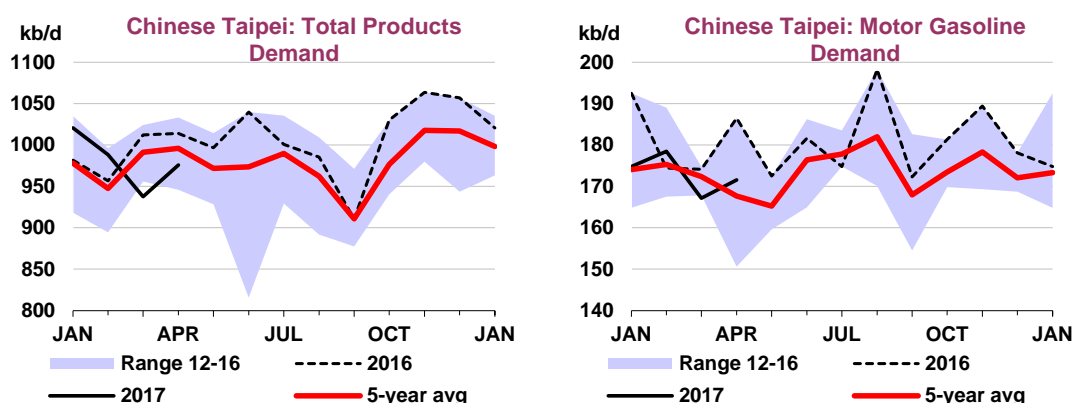 Chinese Taipei: Total Products
Demand
kb/d
1100
1050
1000
950
900
850
800
JAN APR JUL OCT JAN
Range 12-16 2016
2017 5-year avg
Chinese Taipei: Motor Gasoline
Demand
kb/d
200
190
180
170
160
150
140
JAN APR JUL OCT JAN
Range 12-16 2016
2017 5-year avg